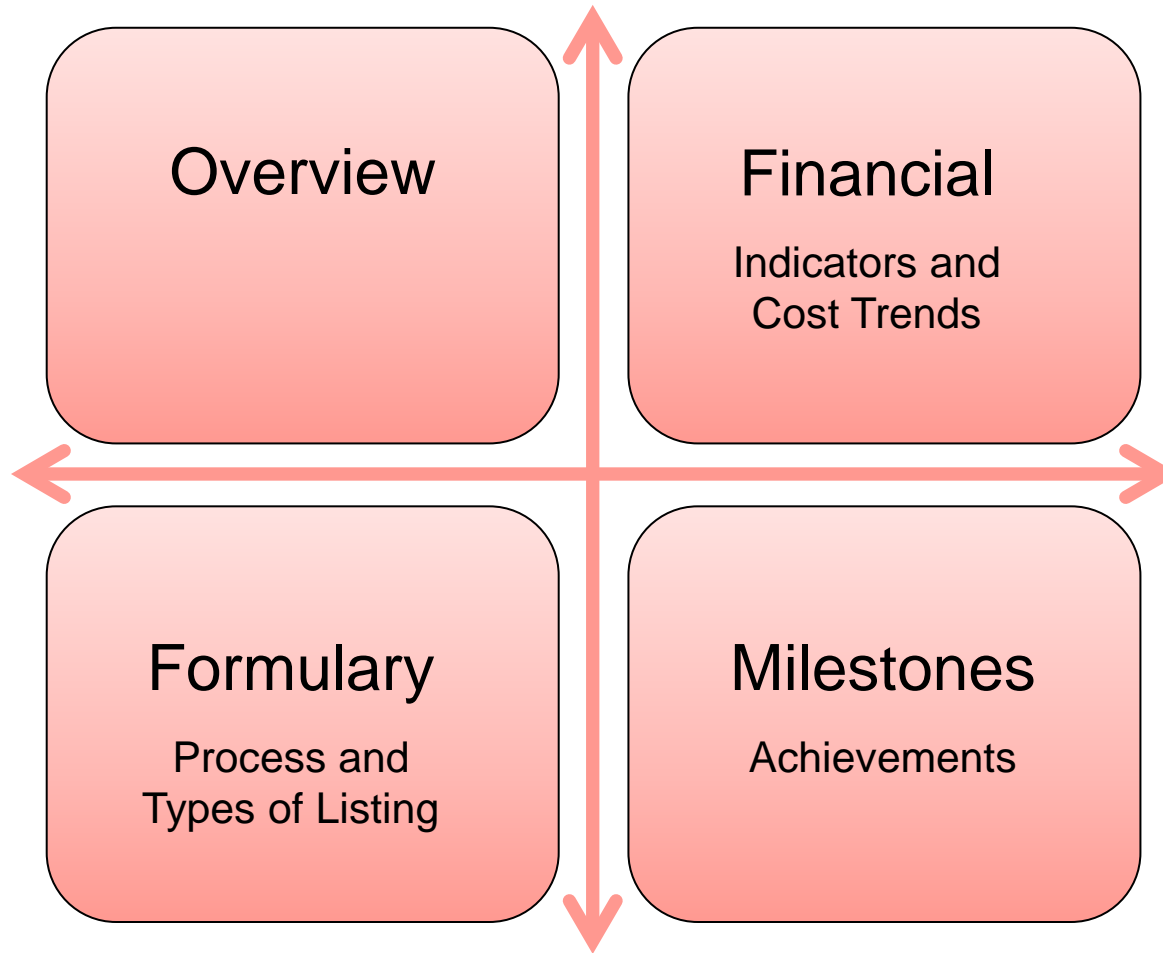 Overview
Financial
Indicators and
Cost Trends
Formulary
Process and
Types of Listing
Milestones
Achievements